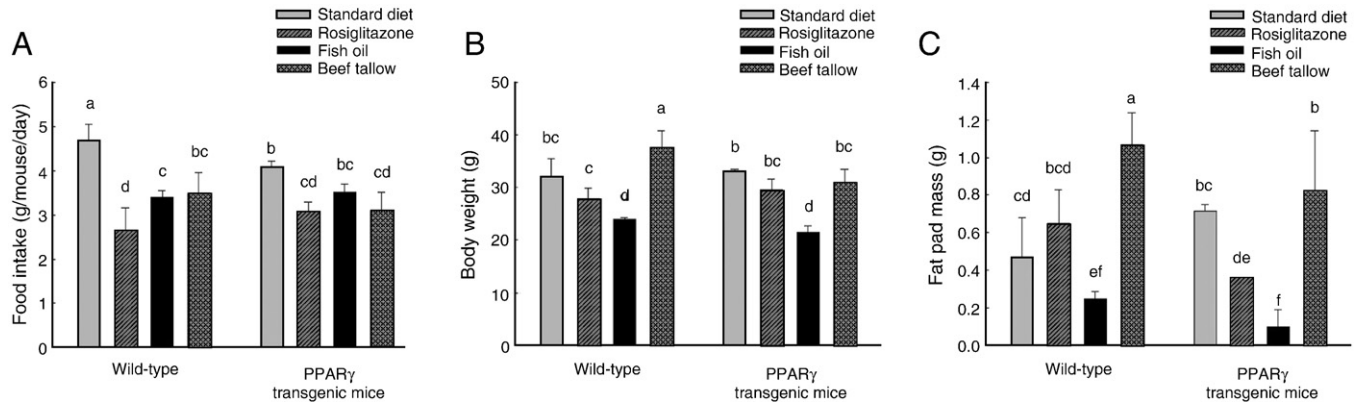 A
Standard diet
Rosiglitazone
Fish oil
Beef tallow
Food intake (g/mouse/day)
6
5
4
3
2
1
0
a
d
c
bc
b
cd
bc
cd
Wild-type
PPARγ
transgenic mice
B
Standard diet
Rosiglitazone
Fish oil
Beef tallow
Body weight (g)
50
40
30
20
10
0
bc
c
d
a
bc
bc
d
bc
Wild-type
PPARγ
transgenic mice
C
Standard diet
Rosiglitazone
Fish oil
Beef tallow
Fat pad mass (g)
1.4
1.2
1.0
0.8
0.6
0.4
0.2
0.0
cd
bcd
ef
a
bc
de
f
b
Wild-type
PPARγ
transgenic mice